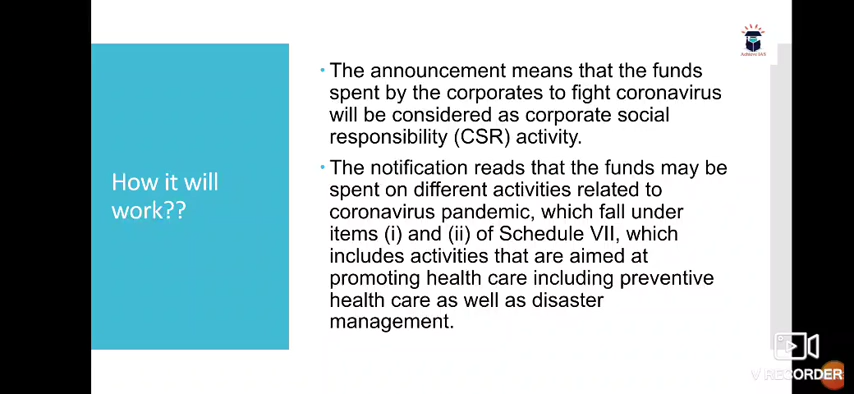 How it will
work??
• The announcement means that the funds
spent by the corporates to fight coronavirus
will be considered as corporate social
responsibility (CSR) activity.
• The notification reads that the funds may be
spent on different activities related to
coronavirus pandemic, which fall under
items (i) and (ii) of Schedule VII, which
includes activities that are aimed at
promoting health care including preventive
health care as well as disaster
management.
V RECORDER